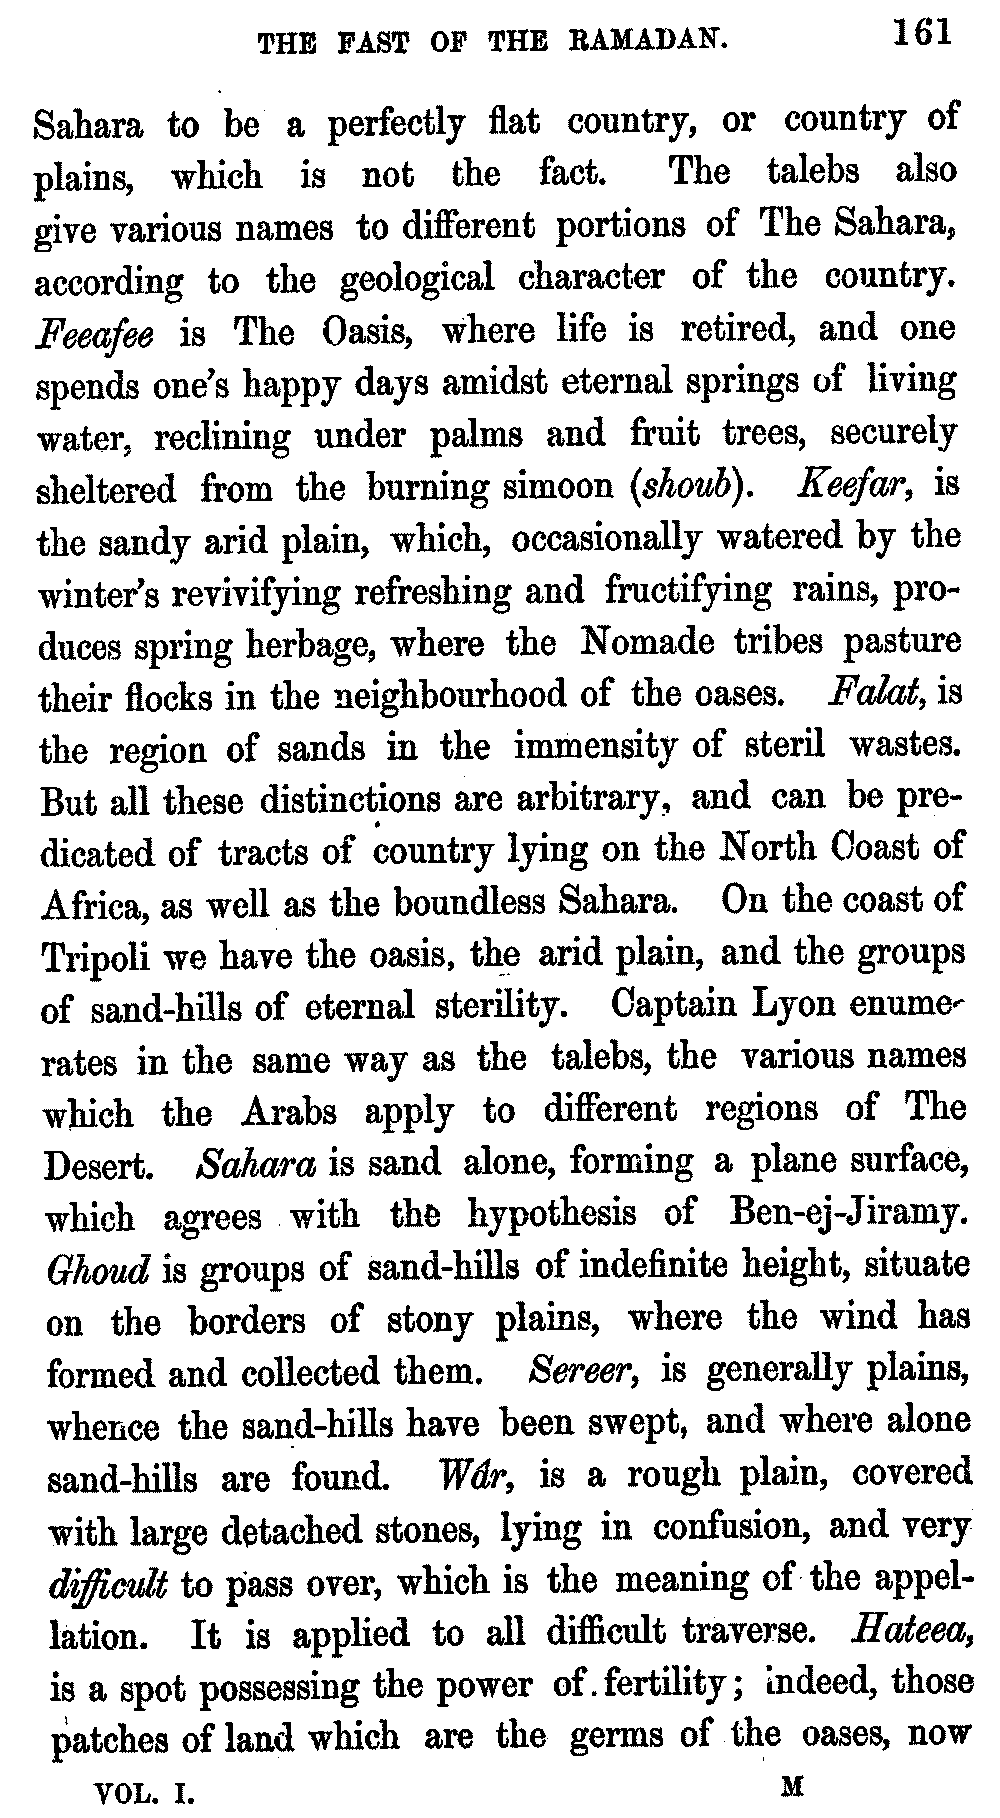 THE FAST OF THE RAMADAN. 161
Sahara to be a perfectly flat country, or country of
plains, which is not the fact. The talebs also
give various names to different portions of The Sahara,
according to the geological character of the country.
Feeafee is The Oasis, where life is retired, and one
spends one's happy days amidst eternal springs of living
water, reclining under palms and fruit trees, securely
sheltered from the burning simoon (shoub). Keefar, is
the sandy arid plain, which, occasionally watered by the
winter's revivifying refreshing and fructifying rains, pro-
duces spring herbage, where the Nomade tribes pasture
their flocks in the neighbourhood of the oases. Falat, is
the region of sands in the immensity of steril wastes.
But all these distinctions are arbitrary, and can be pre-
dicated of tracts of country lying on the North Coast of
Africa, as well as the boundless Sahara. On the coast of
Tripoli we have the oasis, the arid plain, and the groups
of sand-hills of eternal sterility. Captain Lyon enume-
rates in the same way as the talebs, the various names
which the Arabs apply to different regions of The
Desert. Sahara is sand alone, forming a plane surface,
which agrees with the hypothesis of Ben-ej-Jiramy.
Ghoud is groups of sand-hills of indefinite height, situate
on the borders of stony plains, where the wind has
formed and collected them. Sereer, is generally plains,
whence the sand-hills have been swept, and where alone
sand-hills are found. Wâr, is a rough plain, covered
with large detached stones, lying in confusion, and very
difficult to pass over, which is the meaning of the appel-
lation. It is applied to all difficult traverse. Hateea,
is a spot possessing the power of fertility; indeed, those
patches of land which are the germs of the oases, now
VOL. I. M